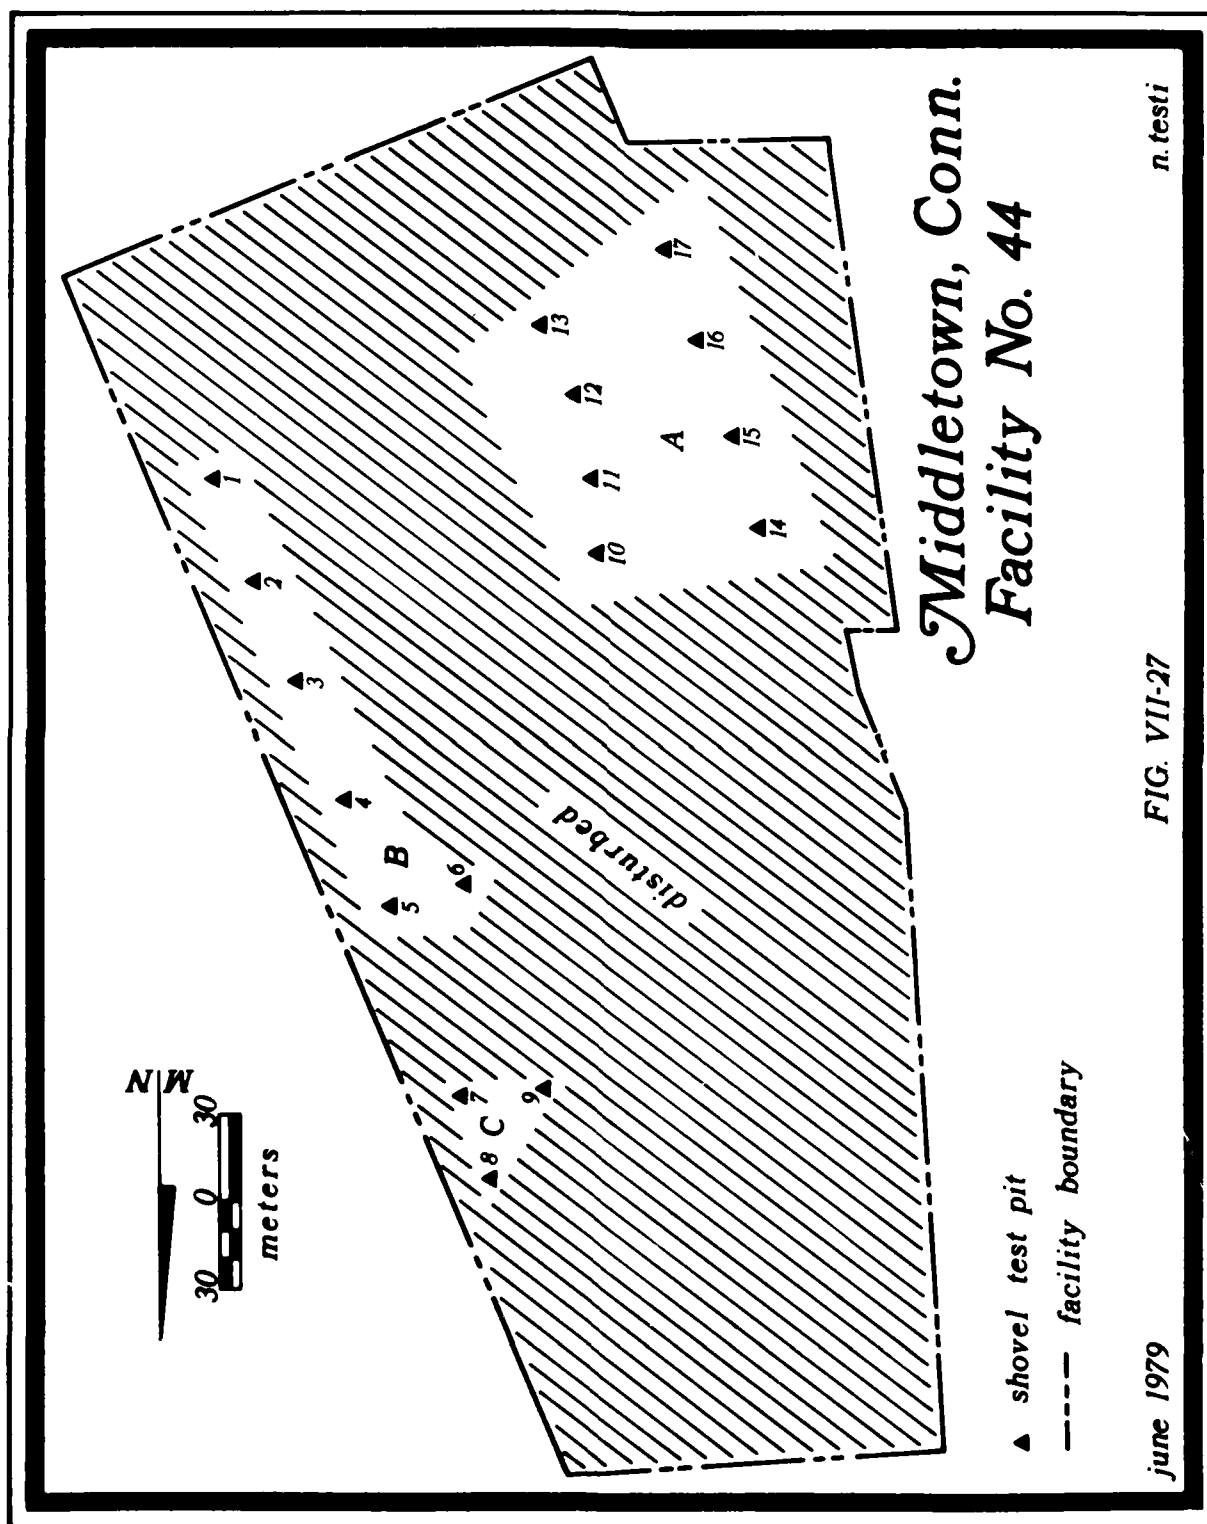 MN
30 0 30
meters
1
2
3
4
B
5
6
7
8 C
9
disturbed
10
11
12
13
A
14
15
16
17
Middletown, Conn.
Facility No. 44
shovel test pit
facility boundary
june 1979
FIG. VII-27
n. testi